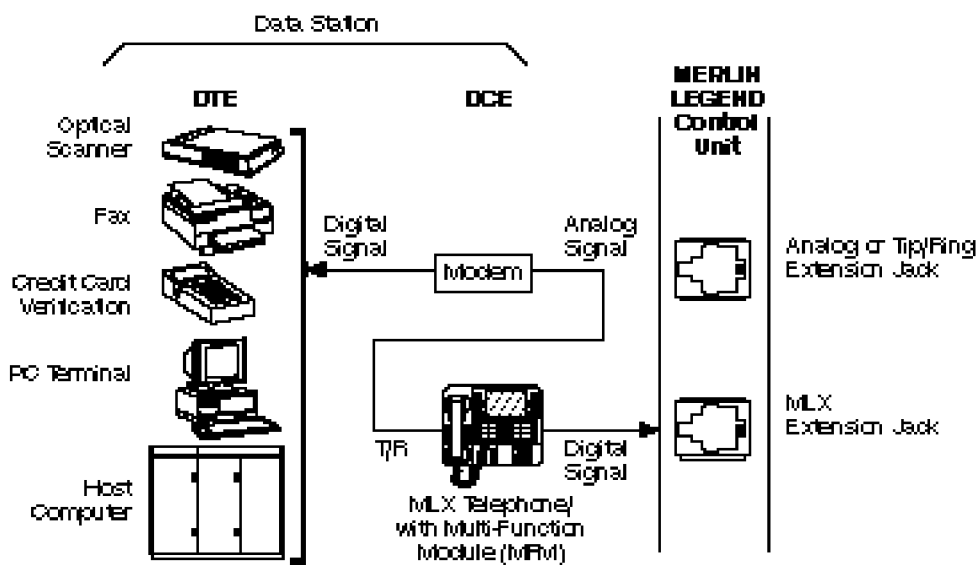 Data Station
DTE
DCE
MERLIN
LEGEND
Control
Unit
Optical
Scanner
Fax
Digital
Signal
Analog
Signal
Modem
Analog or Tip/Ring
Extension Jack
Credit Card
Verification
PC Terminal
MLX
Extension Jack
T/R
Digital
Signal
Host
Computer
MLX Telephone/
with Multi-Function
Module (MFM)